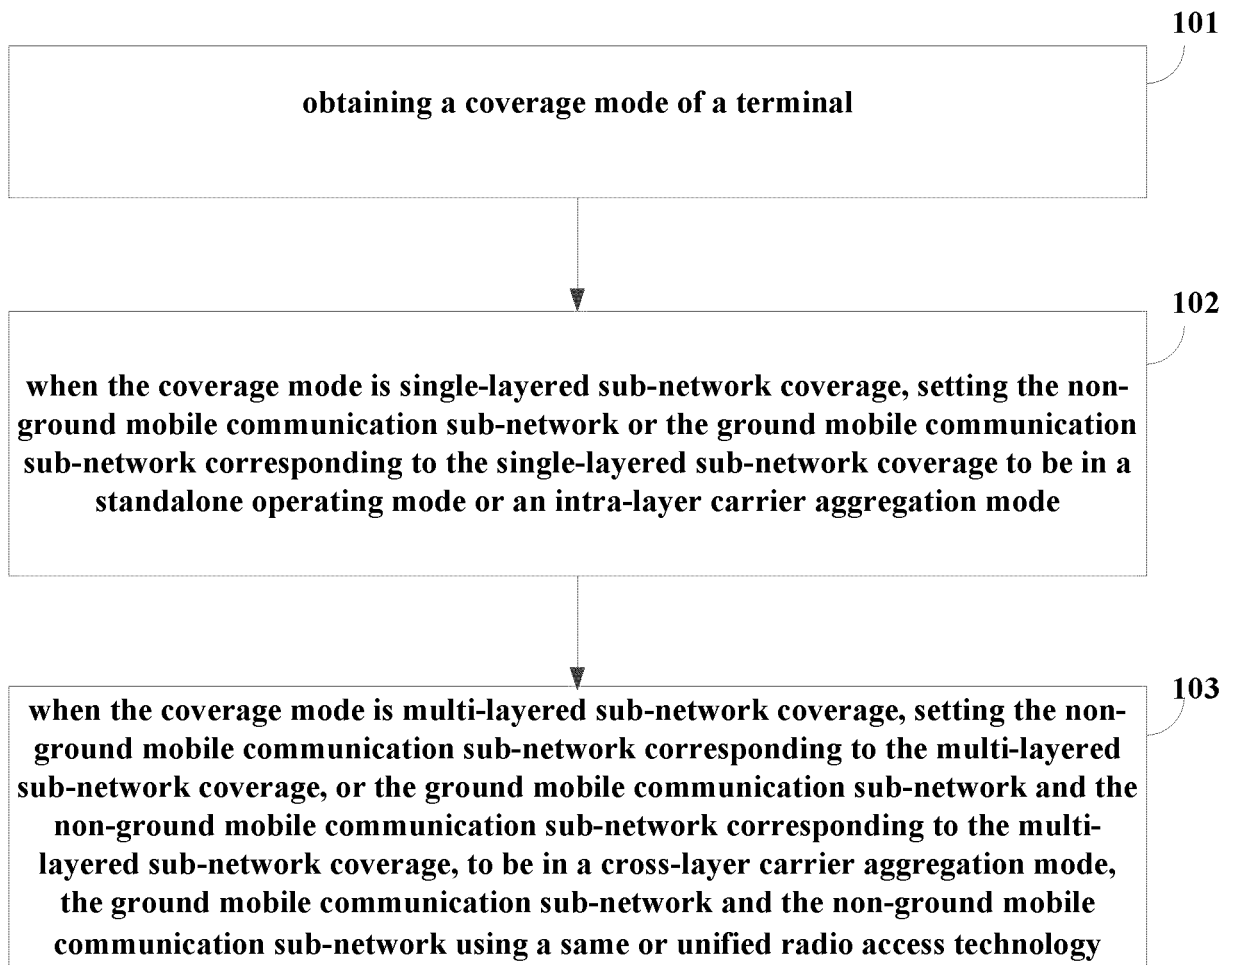 101
obtaining a coverage mode of a terminal
102
when the coverage mode is single-layered sub-network coverage, setting the non-
ground mobile communication sub-network or the ground mobile communication
sub-network corresponding to the single-layered sub-network coverage to be in a
standalone operating mode or an intra-layer carrier aggregation mode
103
when the coverage mode is multi-layered sub-network coverage, setting the non-
ground mobile communication sub-network corresponding to the multi-layered
sub-network coverage, or the ground mobile communication sub-network and the
non-ground mobile communication sub-network corresponding to the multi-
layered sub-network coverage, to be in a cross-layer carrier aggregation mode,
the ground mobile communication sub-network and the non-ground mobile
communication sub-network using a same or unified radio access technology